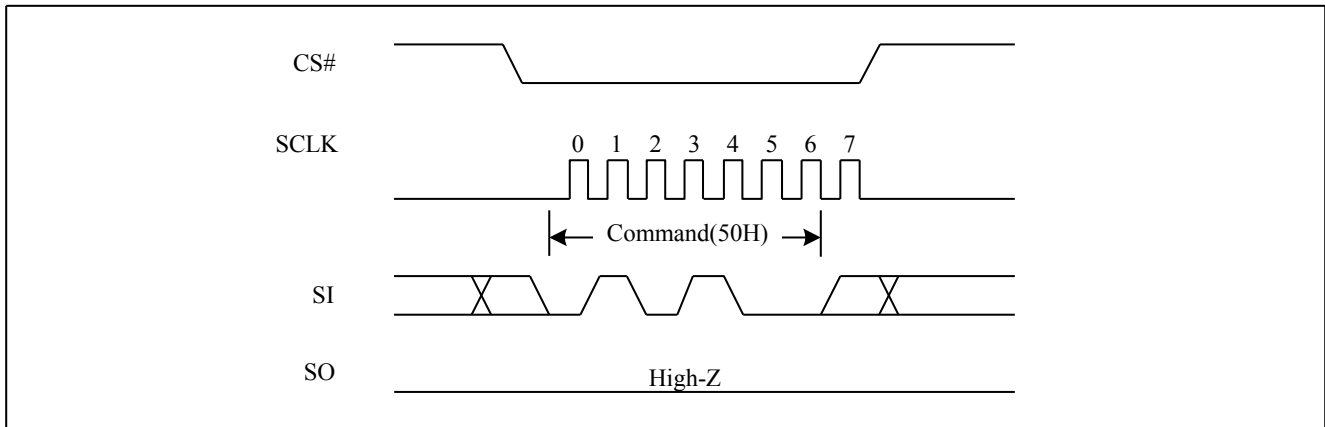 CS#
SCLK
0 1 2 3 4 5 6 7
Command(50H)
SI
SO
High-Z